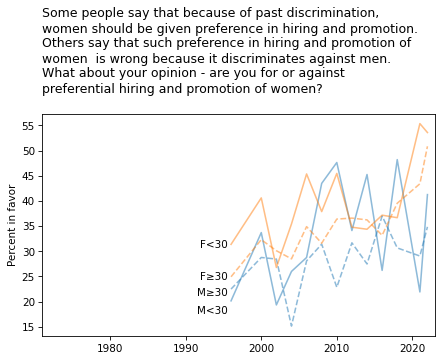 Some people say that because of past discrimination,
women should be given preference in hiring and promotion.
Others say that such preference in hiring and promotion of
women  is wrong because it discriminates against men.
What about your opinion - are you for or against
preferential hiring and promotion of women?
55
50
45
40
35
30
25
20
15
Percent in favor
F<30
F≥30
M≥30
M<30
1980 1990 2000 2010 2020